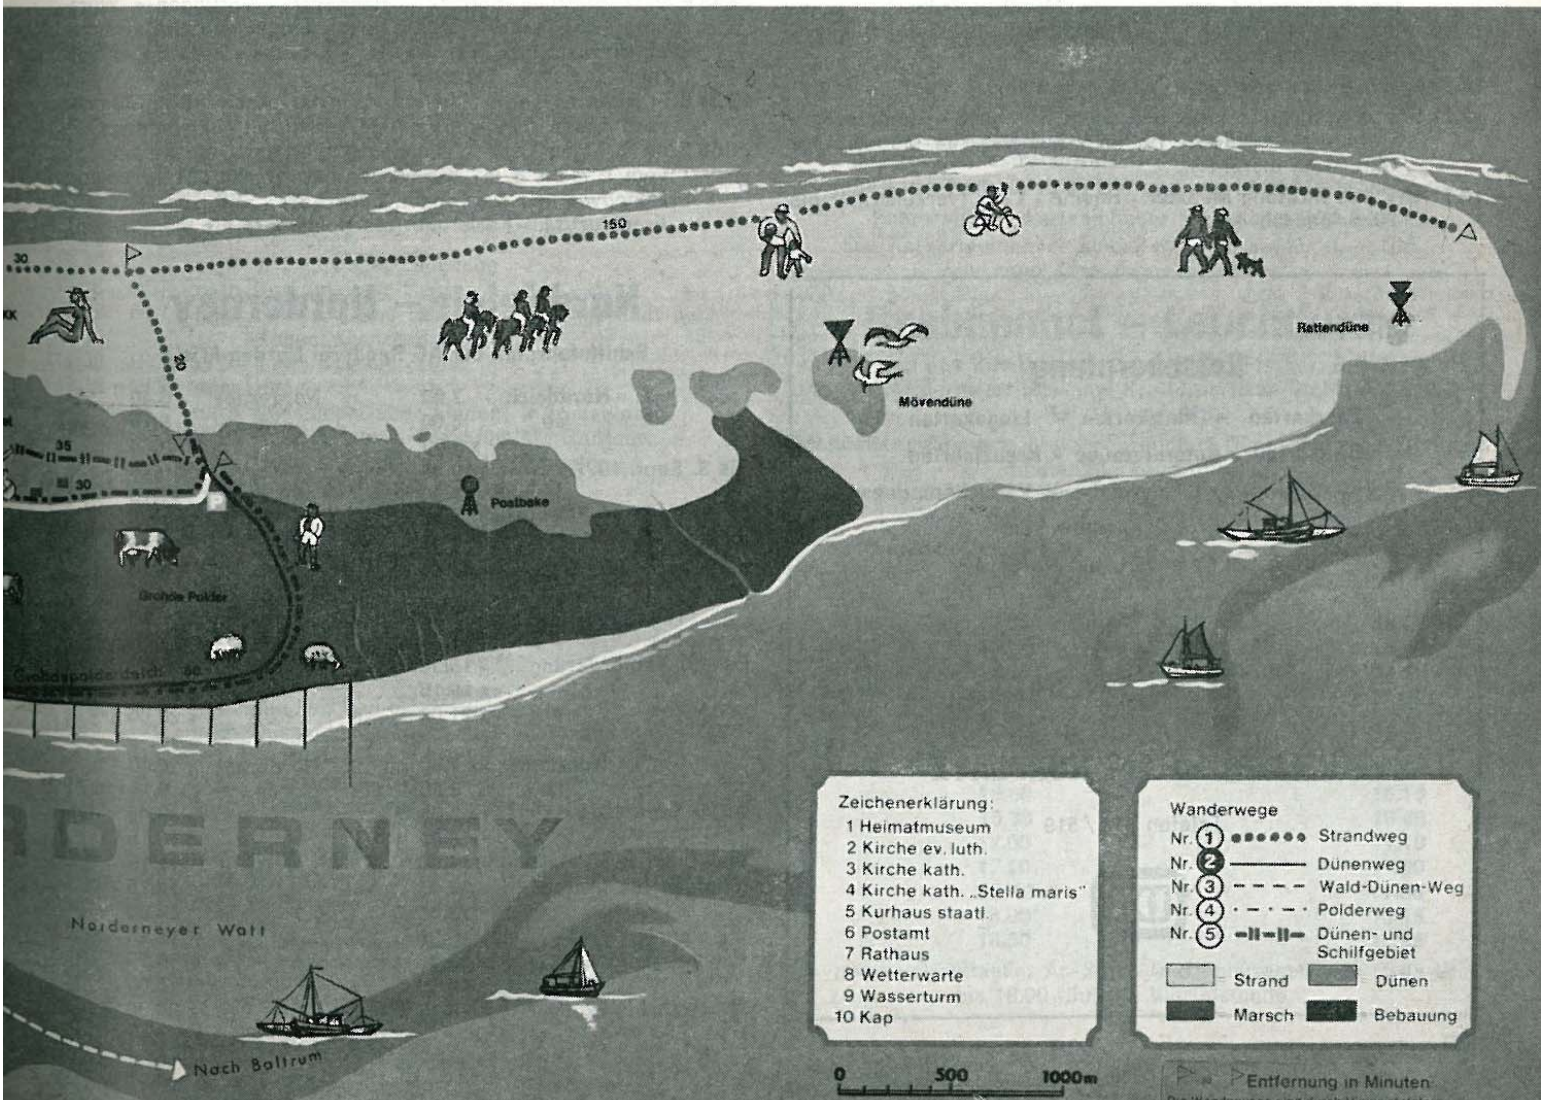 30
150
KK
20
Rattendüne
Mövendüne
35
30
Postbake
Grohde Polder
Grohdepolderdeich 60
RDERNEY
Norderneyer Watt
Nach Baltrum
Zeichenerklärung:
1 Heimatmuseum
2 Kirche ev. luth.
3 Kirche kath.
4 Kirche kath. „Stella maris"
5 Kurhaus staatl.
6 Postamt
7 Rathaus
8 Wetterwarte
9 Wasserturm
10 Kap
0 500 1000m
Wanderwege
Nr. 1 Strandweg
Nr. 2 Dünenweg
Nr. 3 Wald-Dünen-Weg
Nr. 4 Polderweg
Nr. 5 Dünen- und
Schilfgebiet
Strand Dünen
Marsch Bebauung
Entfernung in Minuten